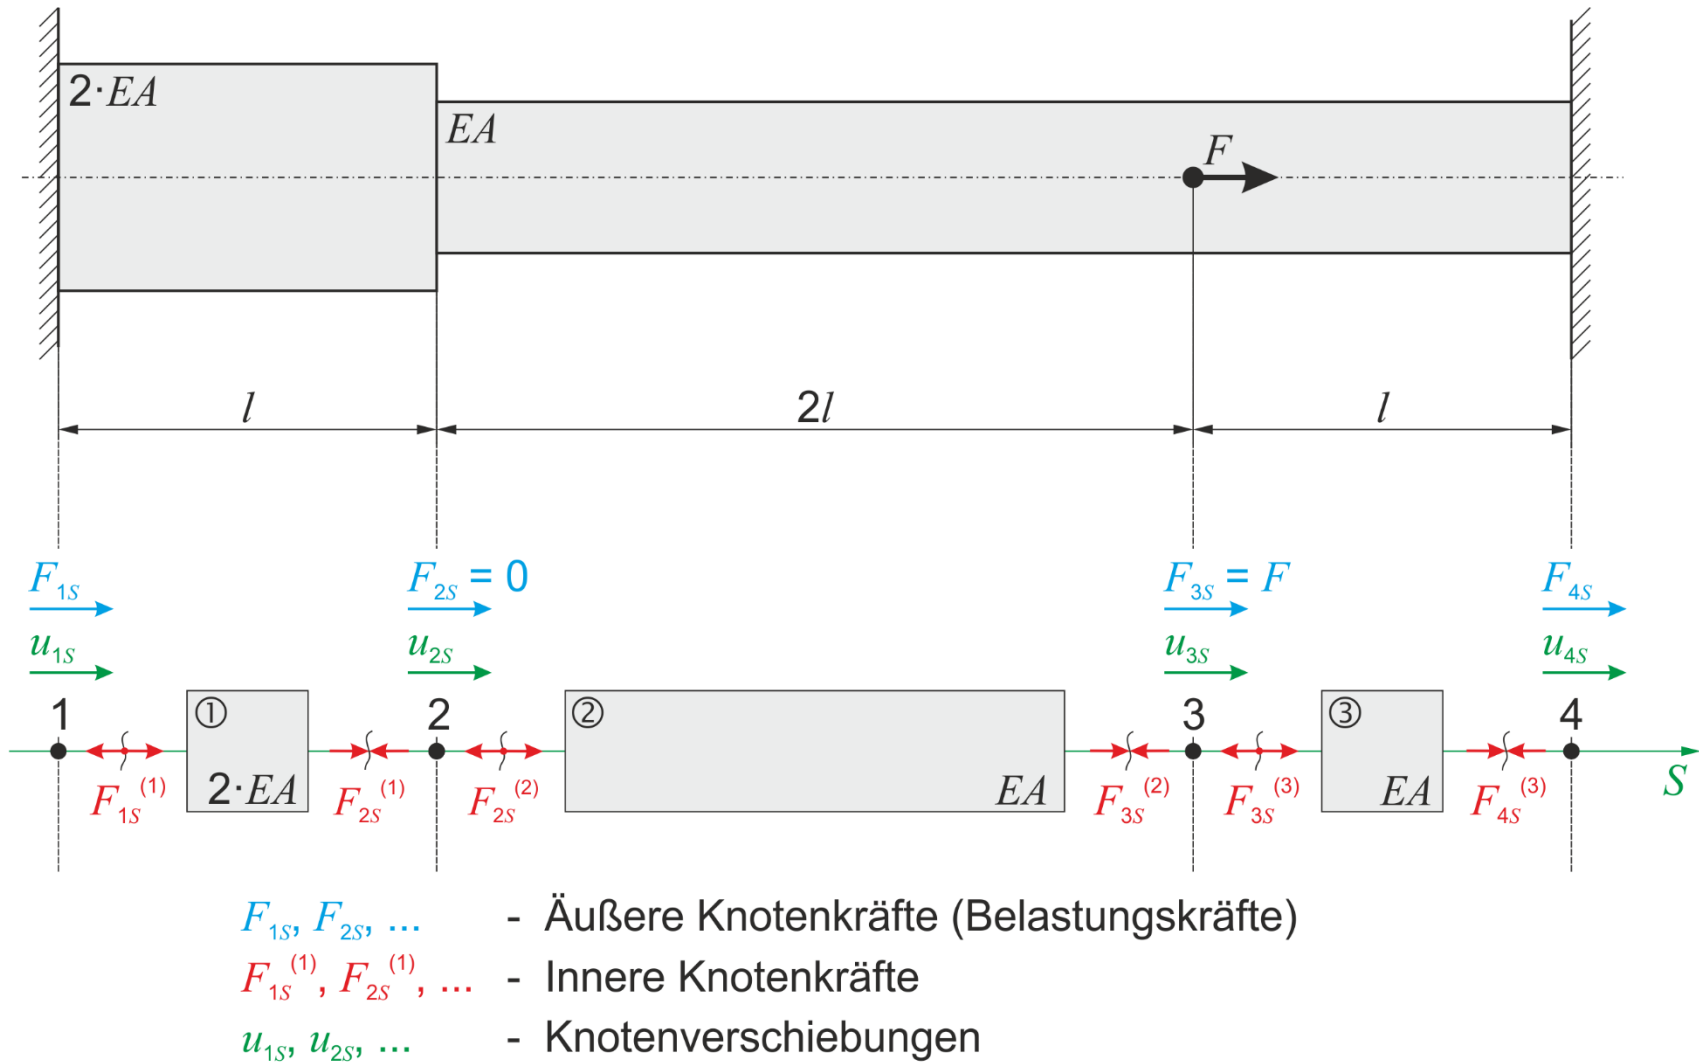 2·EA
EA
F
l 2l l
F1S F2S = 0 F3S = F F4S
u1S u2S u3S u4S
1 ① 2 ② 3 ③ 4
2·EA EA EA S
F1S(1) F2S(1) F2S(2) F3S(2) F3S(3) F4S(3)
F1S, F2S, ... - Äußere Knotenkräfte (Belastungskräfte)
F1S(1), F2S(1), ... - Innere Knotenkräfte
u1S, u2S, ... - Knotenverschiebungen